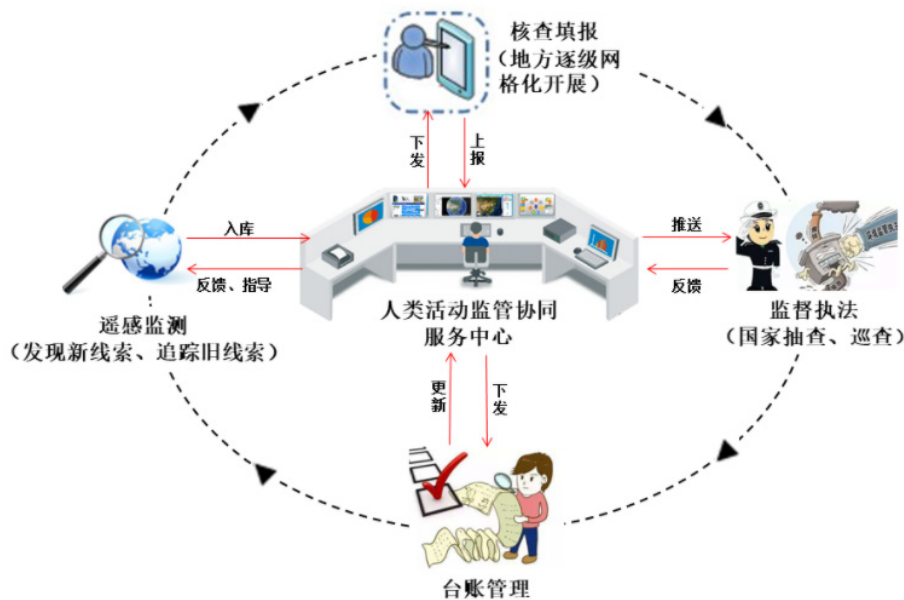 核查填报
（地方逐级网
格化开展）
下发
上报
入库
反馈、指导
推送
反馈
人类活动监管协同
服务中心
遥感监测
（发现新线索、追踪旧线索）
监督执法
（国家抽查、巡查）
更新
下发
台账管理